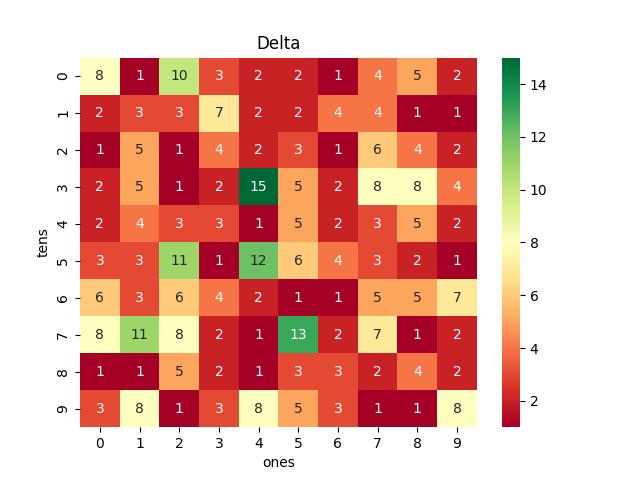 Delta
0 8 1 10 3 2 2 1 4 5 2
1 2 3 3 7 2 2 4 4 1 1
2 1 5 1 4 2 3 1 6 4 2
3 2 5 1 2 15 5 2 8 8 4
4 2 4 3 3 1 5 2 3 5 2
5 3 3 11 1 12 6 4 3 2 1
6 6 3 6 4 2 1 1 5 5 7
7 8 11 8 2 1 13 2 7 1 2
8 1 1 5 2 1 3 3 2 4 2
9 3 8 1 3 8 5 3 1 1 8
tens
0 1 2 3 4 5 6 7 8 9
ones
14
12
10
8
6
4
2